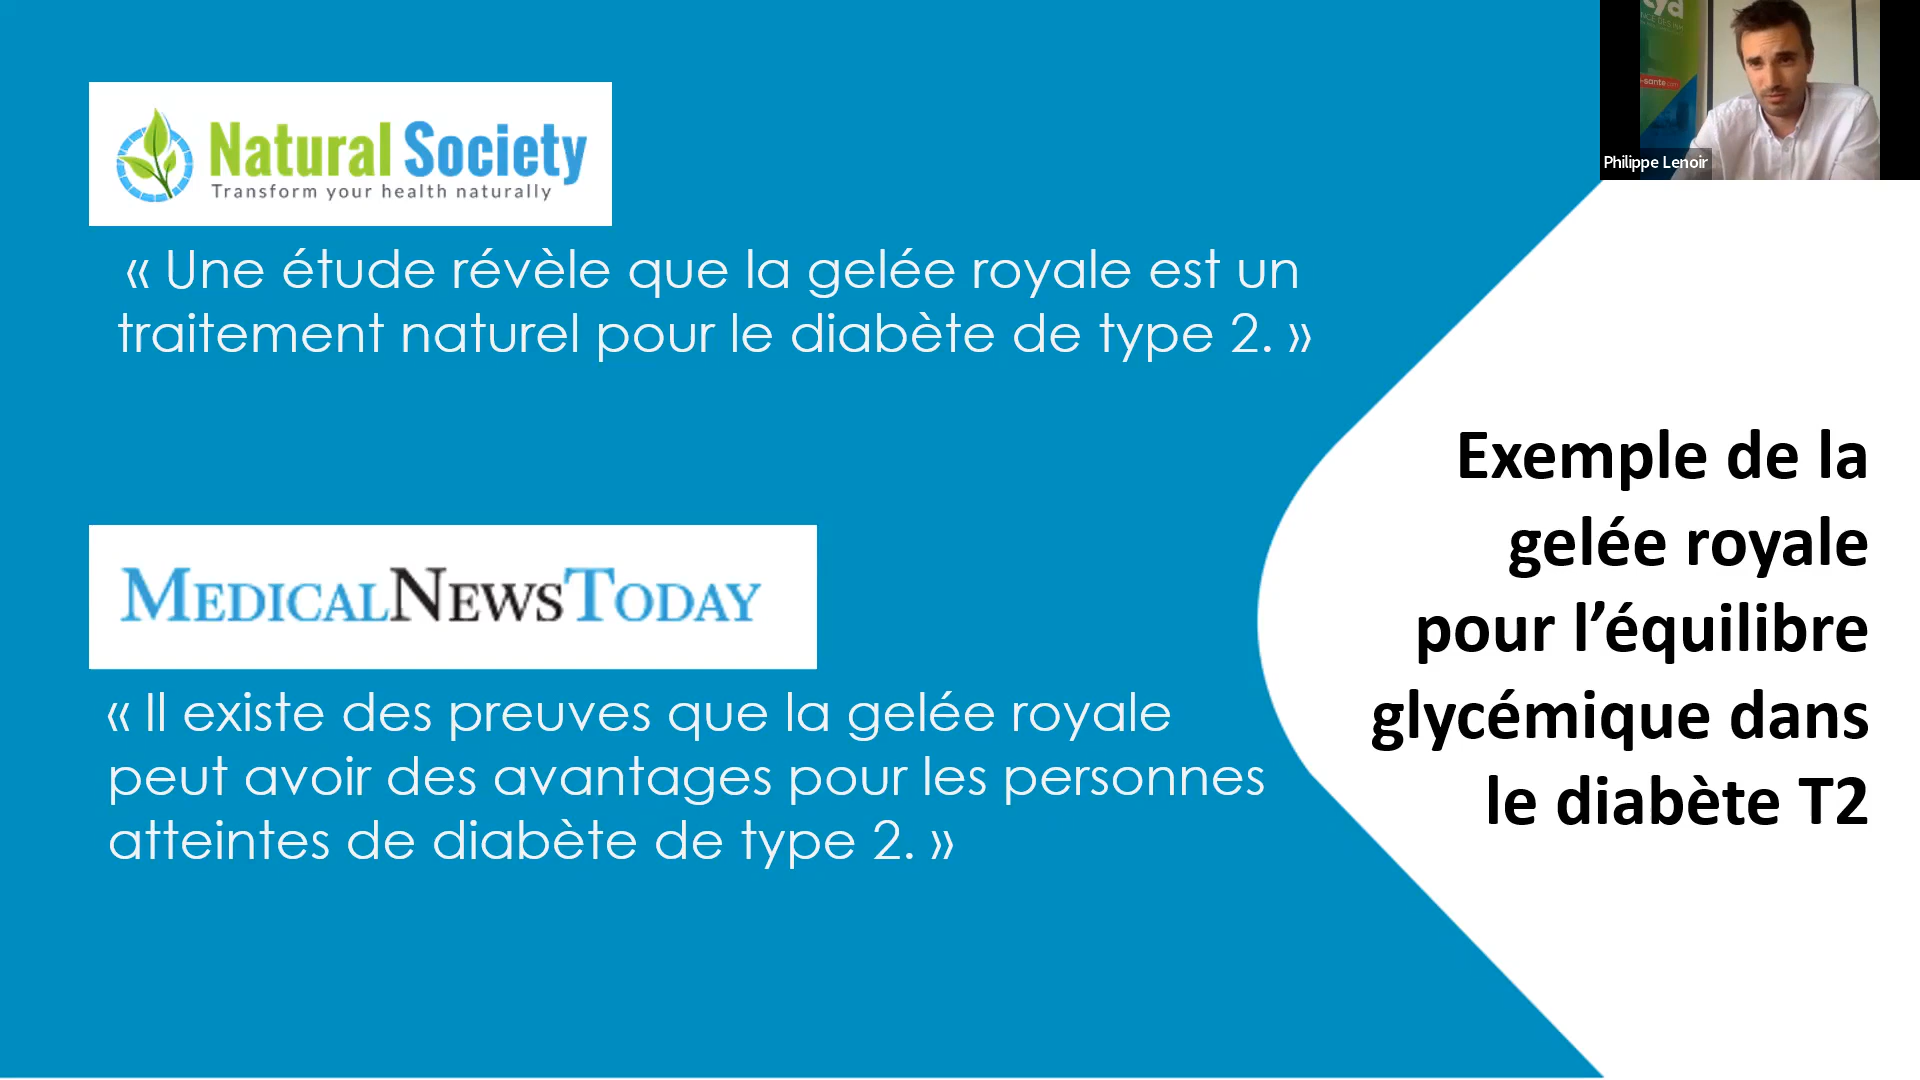 Natural Society
Transform your health naturally
« Une étude révèle que la gelée royale est un
traitement naturel pour le diabète de type 2. »
MEDICALNEWSTODAY
« Il existe des preuves que la gelée royale
peut avoir des avantages pour les personnes
atteintes de diabète de type 2. »
Exemple de la
gelée royale
pour l’équilibre
glycémique dans
le diabète T2
-sante.com
Philippe Lenoir